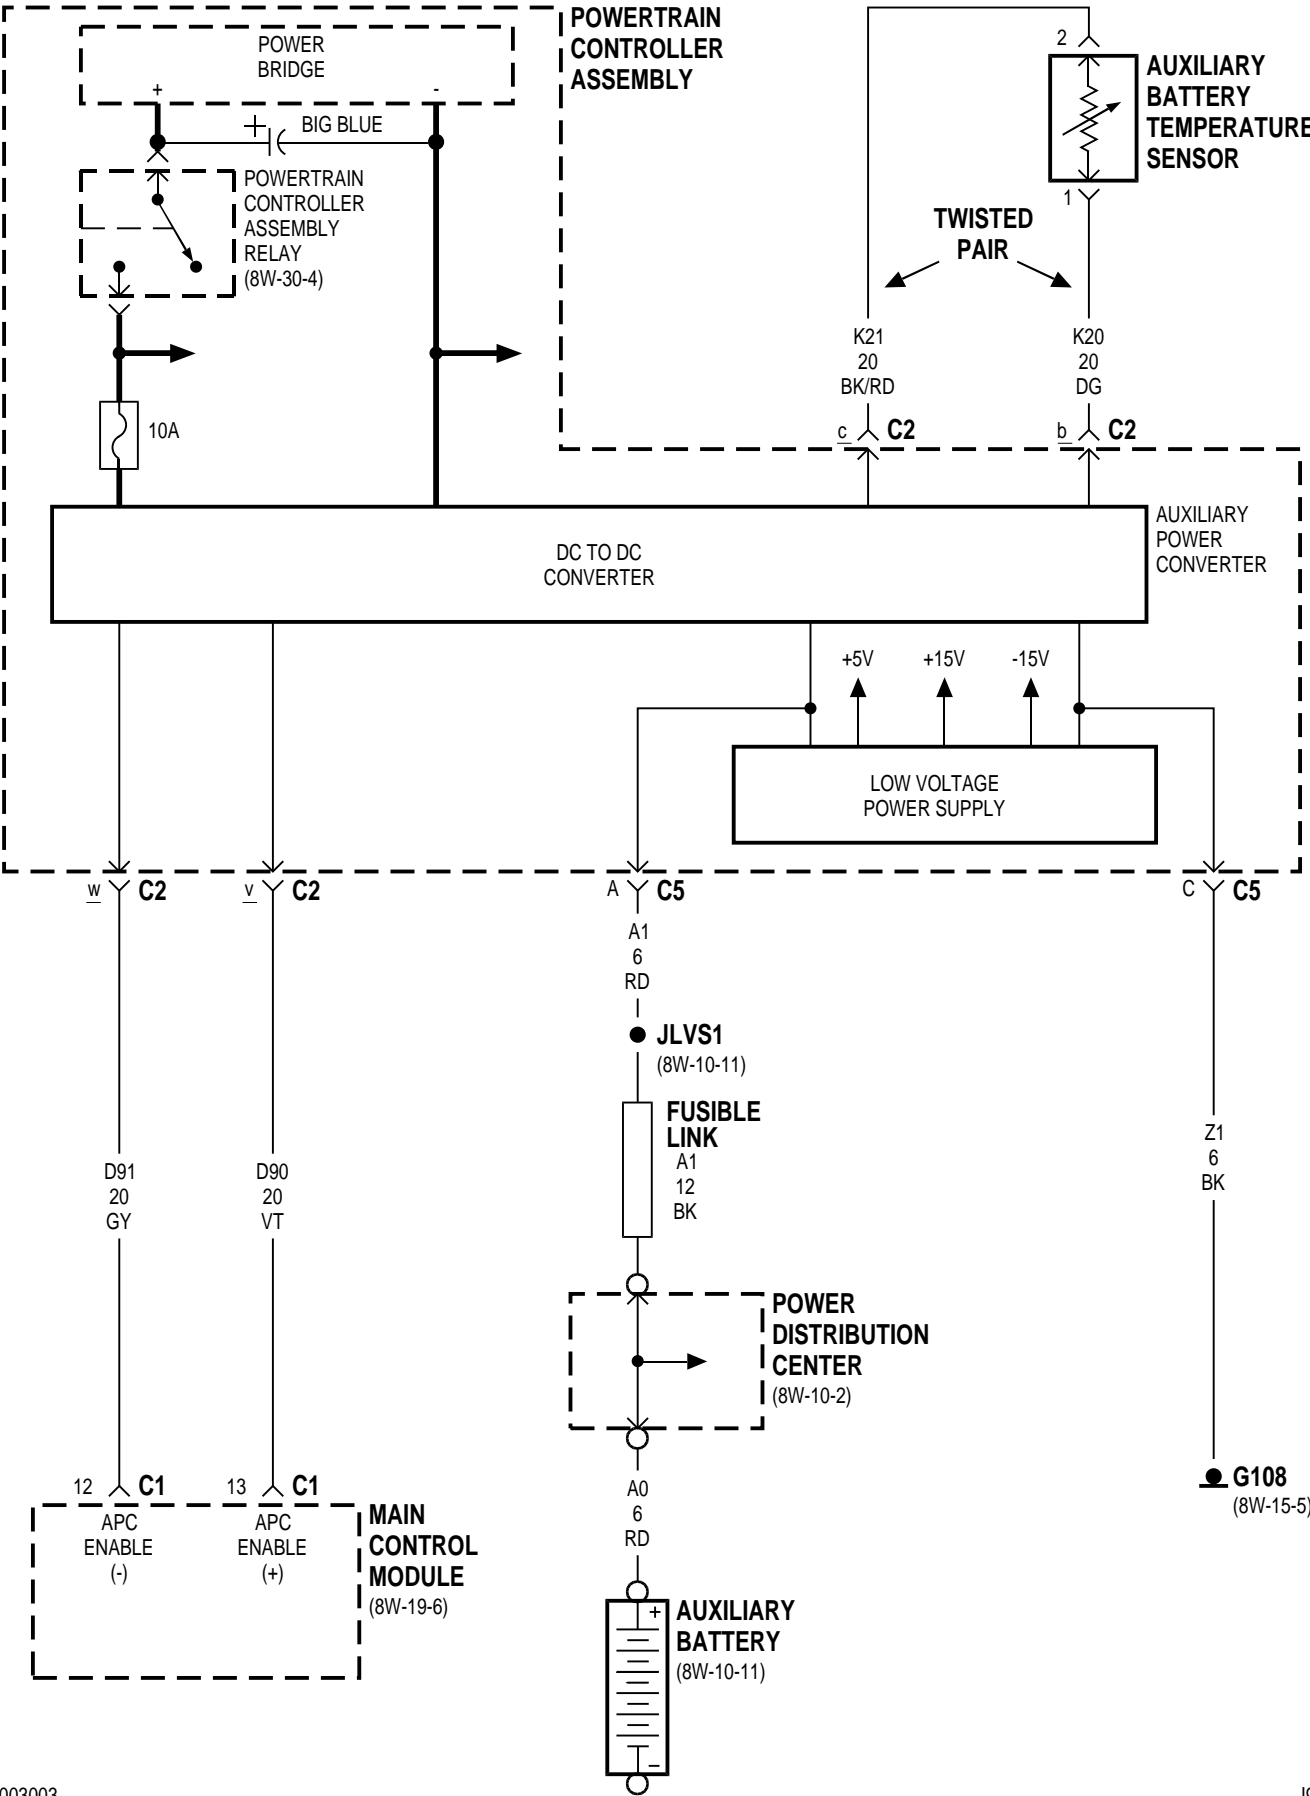 POWERTRAIN
CONTROLLER
ASSEMBLY
POWER
BRIDGE
+
-
BIG BLUE
POWERTRAIN
CONTROLLER
ASSEMBLY
RELAY
(8W-30-4)
10A
2
AUXILIARY
BATTERY
TEMPERATURE
SENSOR
1
TWISTED
PAIR
K21
20
BK/RD
K20
20
DG
c C2
b C2
DC TO DC
CONVERTER
AUXILIARY
POWER
CONVERTER
+5V
+15V
-15V
LOW VOLTAGE
POWER SUPPLY
w C2
v C2
A C5
C C5
A1
6
RD
JLVS1
(8W-10-11)
FUSIBLE
LINK
A1
12
BK
D91
20
GY
D90
20
VT
Z1
6
BK
POWER
DISTRIBUTION
CENTER
(8W-10-2)
A0
6
RD
G108
(8W-15-5)
12 C1
13 C1
APC
ENABLE
(-)
APC
ENABLE
(+)
MAIN
CONTROL
MODULE
(8W-19-6)
+
AUXILIARY
BATTERY
(8W-10-11)
-